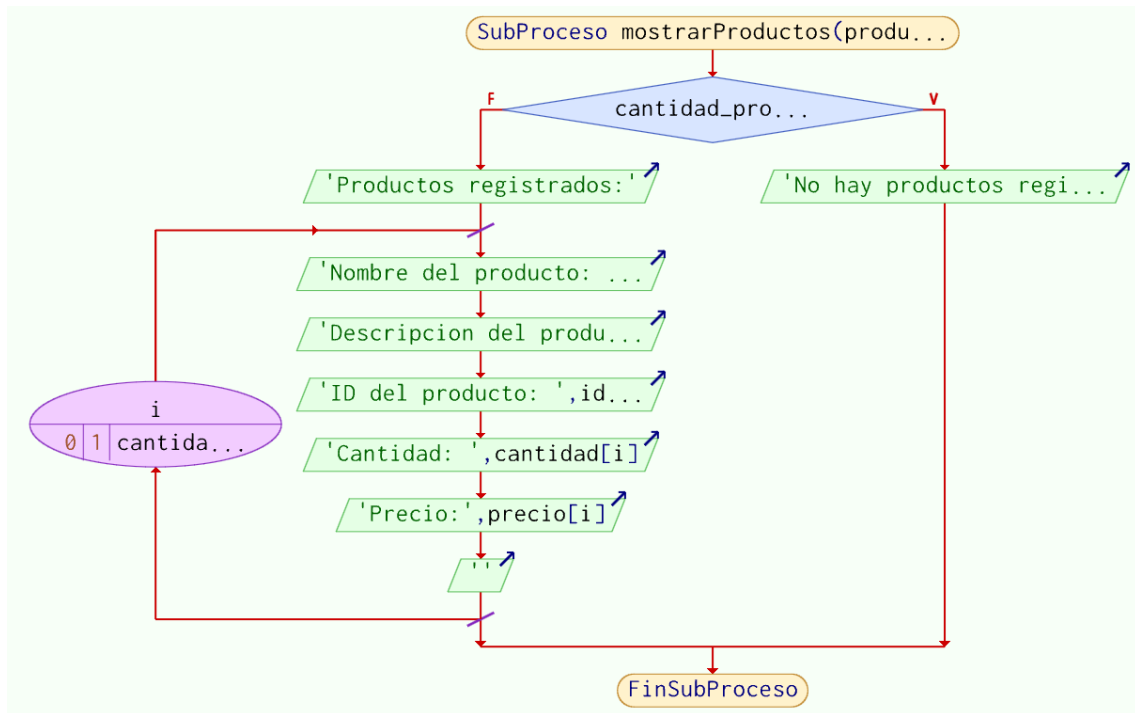 SubProceso mostrarProductos(produ...
F
V
cantidad_pro...
'Productos registrados:'
'No hay productos regi...
'Nombre del producto: ...
'Descripcion del produ...
'ID del producto: ',id...
i
0 1 cantida...
'Cantidad: ',cantidad[i]
'Precio:',precio[i]
''
FinSubProceso